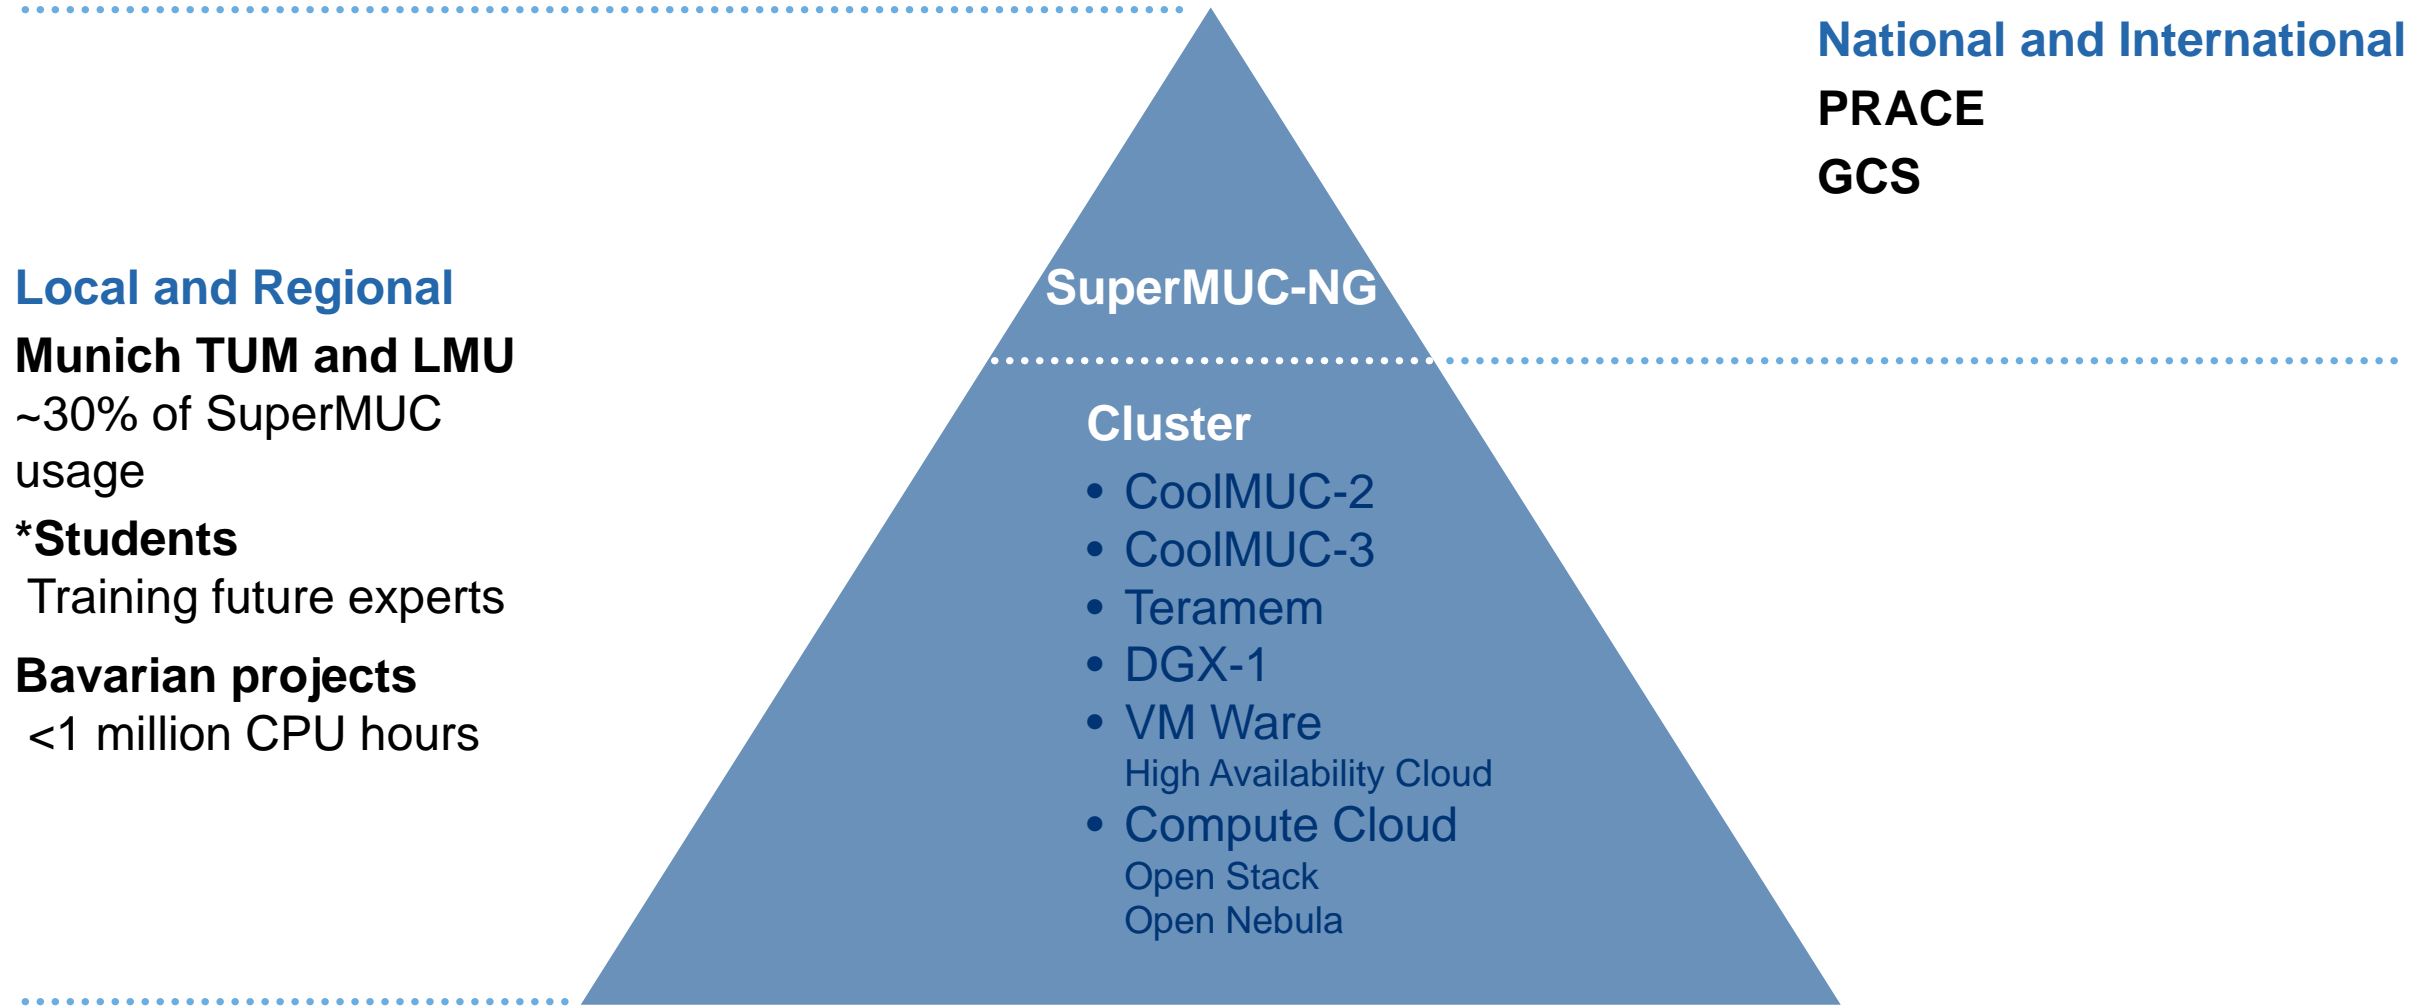 National and International
PRACE
GCS
Local and Regional
Munich TUM and LMU
~30% of SuperMUC
usage
*Students
Training future experts
Bavarian projects
<1 million CPU hours
SuperMUC-NG
Cluster
• CoolMUC-2
• CoolMUC-3
• Teramem
• DGX-1
• VM Ware
High Availability Cloud
• Compute Cloud
Open Stack
Open Nebula